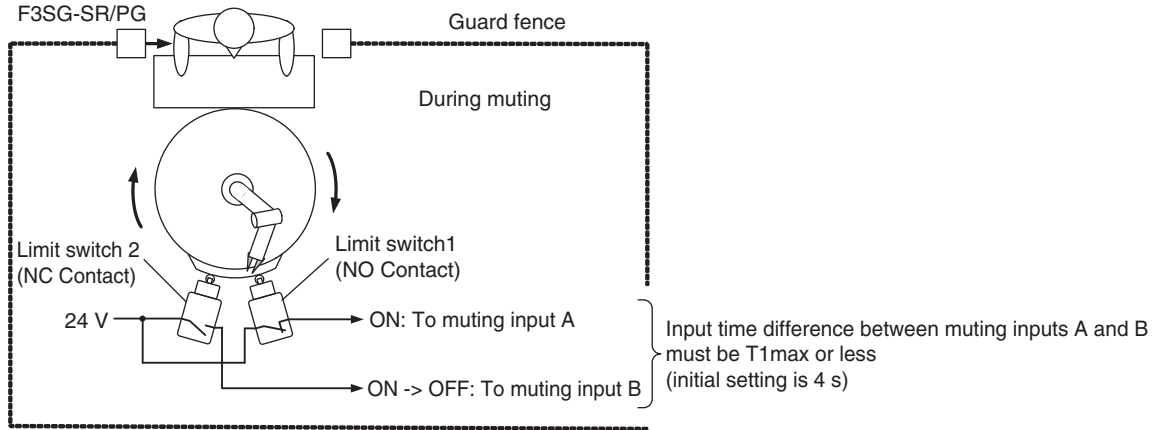 F3SG-SR/PG
Guard fence
During muting
Limit switch 2
(NC Contact)
Limit switch1
(NO Contact)
24 V
ON: To muting input A
ON -> OFF: To muting input B
Input time difference between muting inputs A and B
must be T1max or less
(initial setting is 4 s)